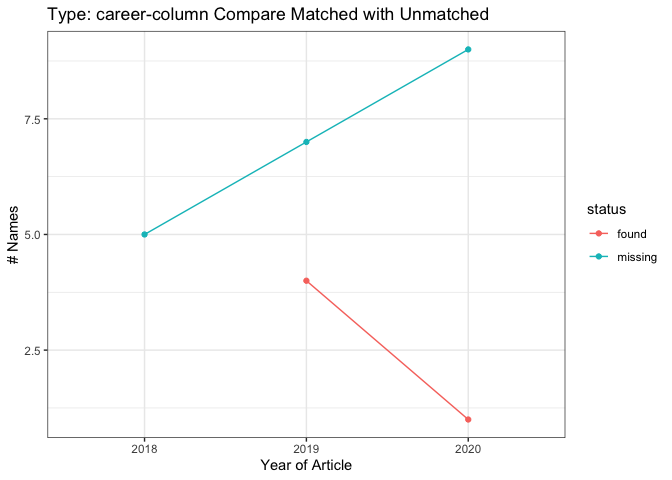 Type: career-column Compare Matched with Unmatched
# Names
7.5
5.0
2.5
2018
2019
2020
Year of Article
status
found
missing